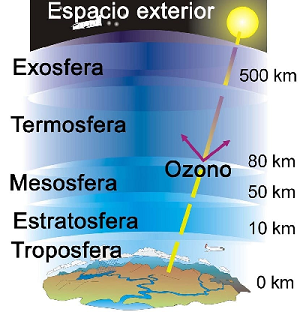 Espacio exterior
Exosfera
500 km
Termosfera
Ozono
80 km
Mesosfera
50 km
Estratosfera
10 km
Troposfera
0 km